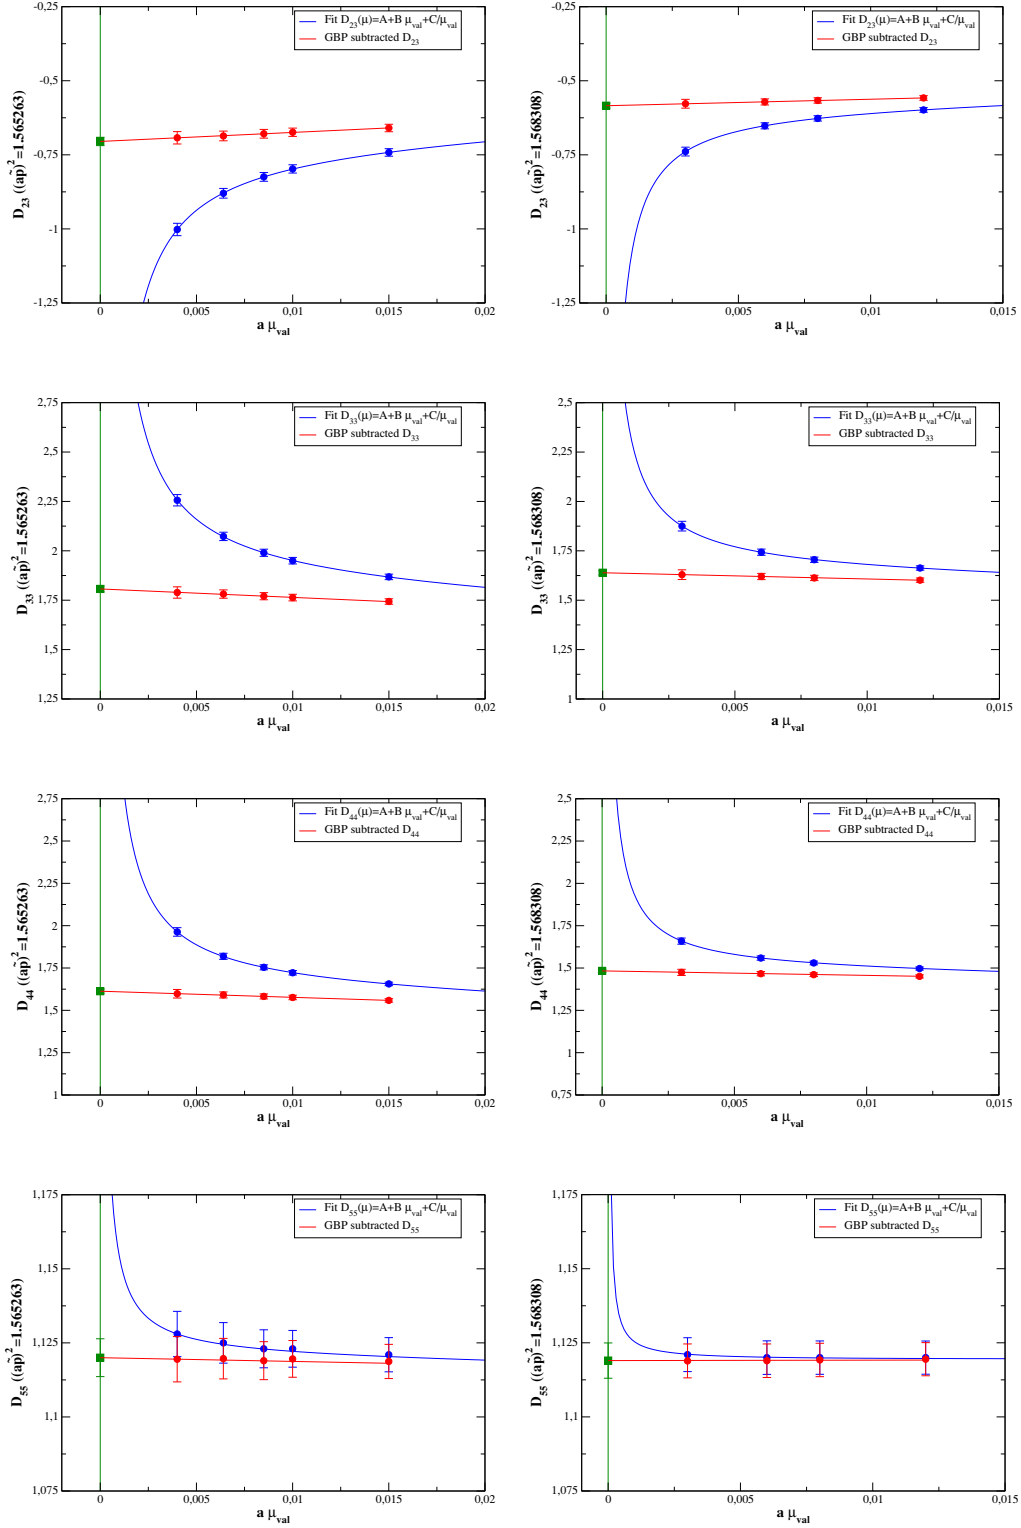 -0,25
-0,5
-0,75
-1
-1,25
D23 ((ap̃)²=1.565263)
Fit D23(μ)=A+B μval+C/μval
GBP subtracted D23
0 0,005 0,01 0,015 0,02
a μval
-0,25
-0,5
-0,75
-1
-1,25
D23 ((ap̃)²=1.568308)
Fit D23(μ)=A+B μval+C/μval
GBP subtracted D23
0 0,005 0,01 0,015
a μval
2,75
2,5
2,25
2
1,75
1,5
1,25
D33 ((ap̃)²=1.565263)
Fit D33(μ)=A+B μval+C/μval
GBP subtracted D33
0 0,005 0,01 0,015 0,02
a μval
2,5
2,25
2
1,75
1,5
1,25
1
D33 ((ap̃)²=1.568308)
Fit D33(μ)=A+B μval+C/μval
GBP subtracted D33
0 0,005 0,01 0,015
a μval
2,75
2,5
2,25
2
1,75
1,5
1,25
1
D44 ((ap̃)²=1.565263)
Fit D44(μ)=A+B μval+C/μval
GBP subtracted D44
0 0,005 0,01 0,015 0,02
a μval
2,5
2,25
2
1,75
1,5
1,25
1
0,75
D44 ((ap̃)²=1.568308)
Fit D44(μ)=A+B μval+C/μval
GBP subtracted D44
0 0,005 0,01 0,015
a μval
1,175
1,15
1,125
1,1
1,075
D55 ((ap̃)²=1.565263)
Fit D55(μ)=A+B μval+C/μval
GBP subtracted D55
0 0,005 0,01 0,015 0,02
a μval
1,175
1,15
1,125
1,1
1,075
D55 ((ap̃)²=1.568308)
Fit D55(μ)=A+B μval+C/μval
GBP subtracted D55
0 0,005 0,01 0,015
a μval